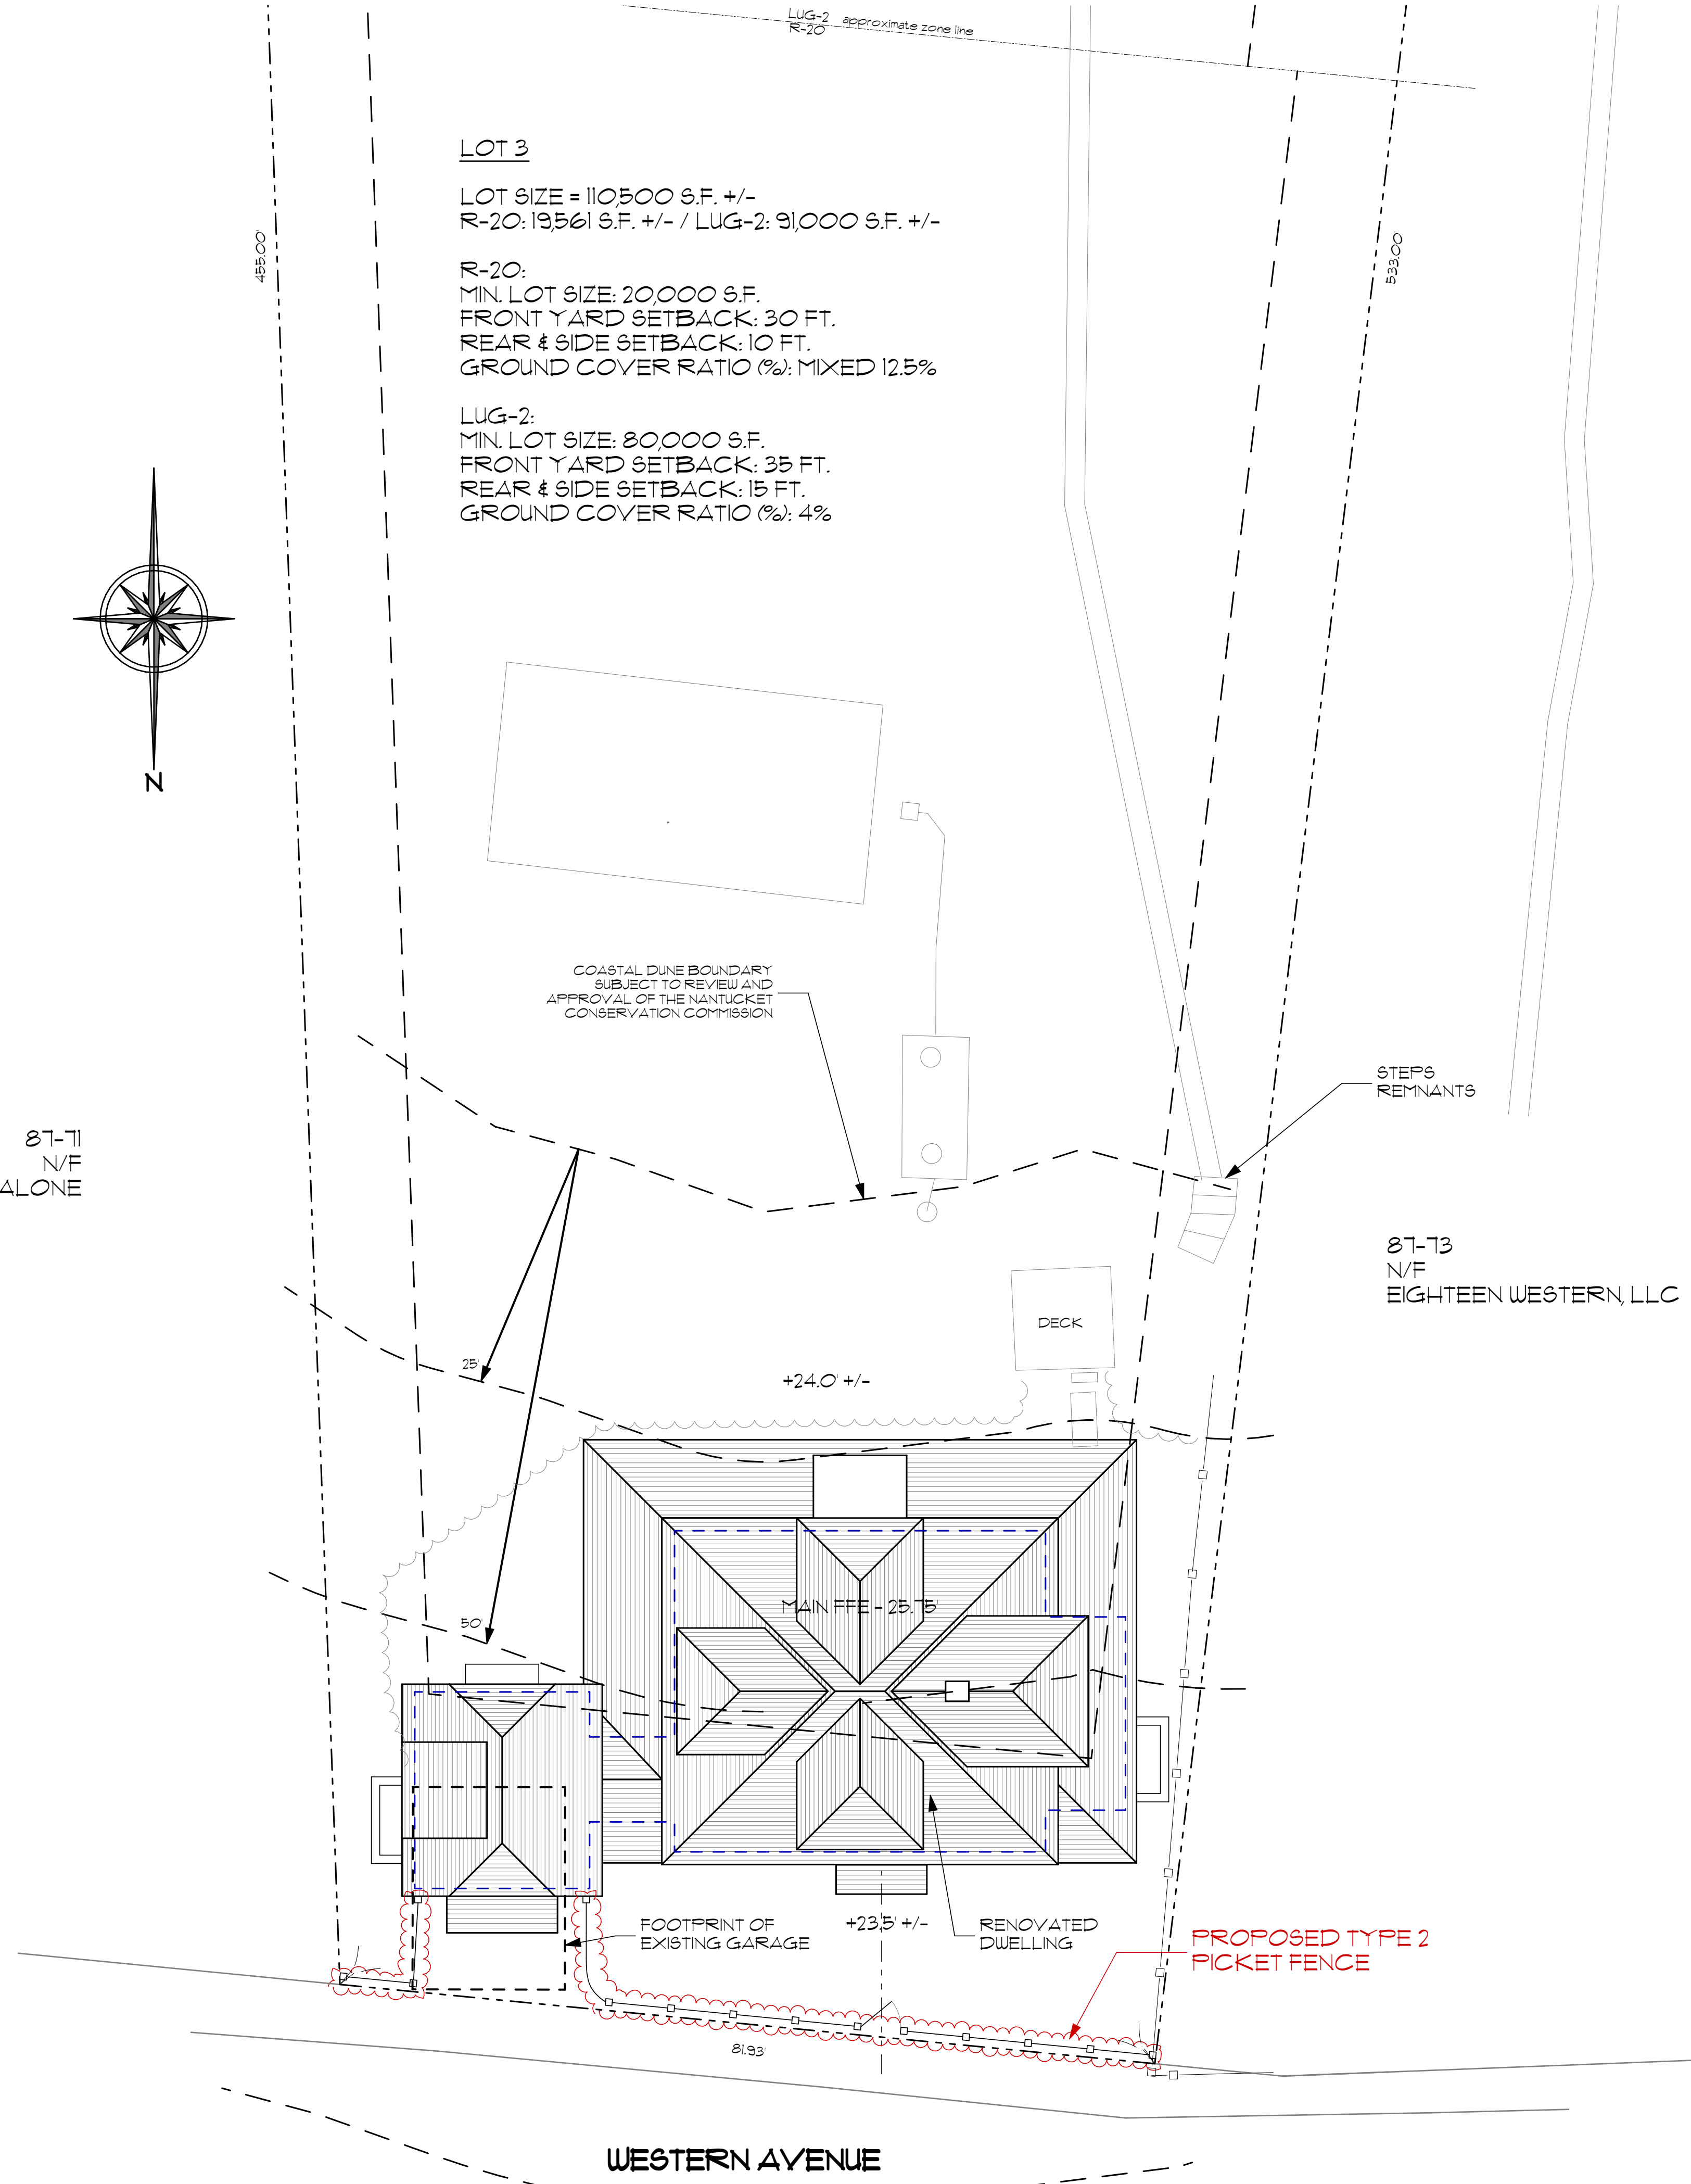 LUG-2 approximate zone line
R-20
LOT 3
LOT SIZE = 110,500 S.F. +/-
R-20: 19,561 S.F. +/- / LUG-2: 91,000 S.F. +/-
R-20:
MIN. LOT SIZE: 20,000 S.F.
FRONT YARD SETBACK: 30 FT.
REAR & SIDE SETBACK: 10 FT.
GROUND COVER RATIO (%): MIXED 12.5%
LUG-2:
MIN. LOT SIZE: 80,000 S.F.
FRONT YARD SETBACK: 35 FT.
REAR & SIDE SETBACK: 15 FT.
GROUND COVER RATIO (%): 4%
455.00'
533.00'
N
COASTAL DUNE BOUNDARY
SUBJECT TO REVIEW AND
APPROVAL OF THE NANTUCKET
CONSERVATION COMMISSION
STEPS
REMNANTS
87-71
N/F
ALONE
87-73
N/F
EIGHTEEN WESTERN, LLC
DECK
25'
+24.0' +/-
MAIN FFE - 25.75'
50'
FOOTPRINT OF
EXISTING GARAGE
+23.5' +/-
RENOVATED
DWELLING
PROPOSED TYPE 2
PICKET FENCE
81.93'
WESTERN AVENUE